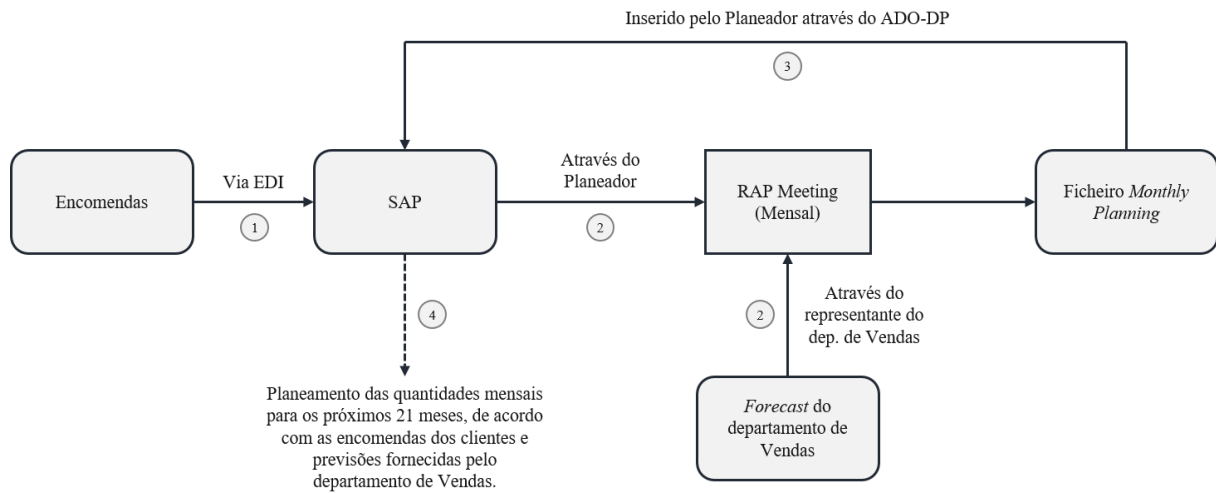 Inserido pelo Planeador através do ADO-DP
3
Encomendas
Via EDI
1
SAP
Através do
Planeador
2
RAP Meeting
(Mensal)
Ficheiro Monthly
Planning
4
2
Através do
representante do
dep. de Vendas
Planeamento das quantidades mensais
para os próximos 21 meses, de acordo
com as encomendas dos clientes e
previsões fornecidas pelo
departamento de Vendas.
Forecast do
departamento de
Vendas